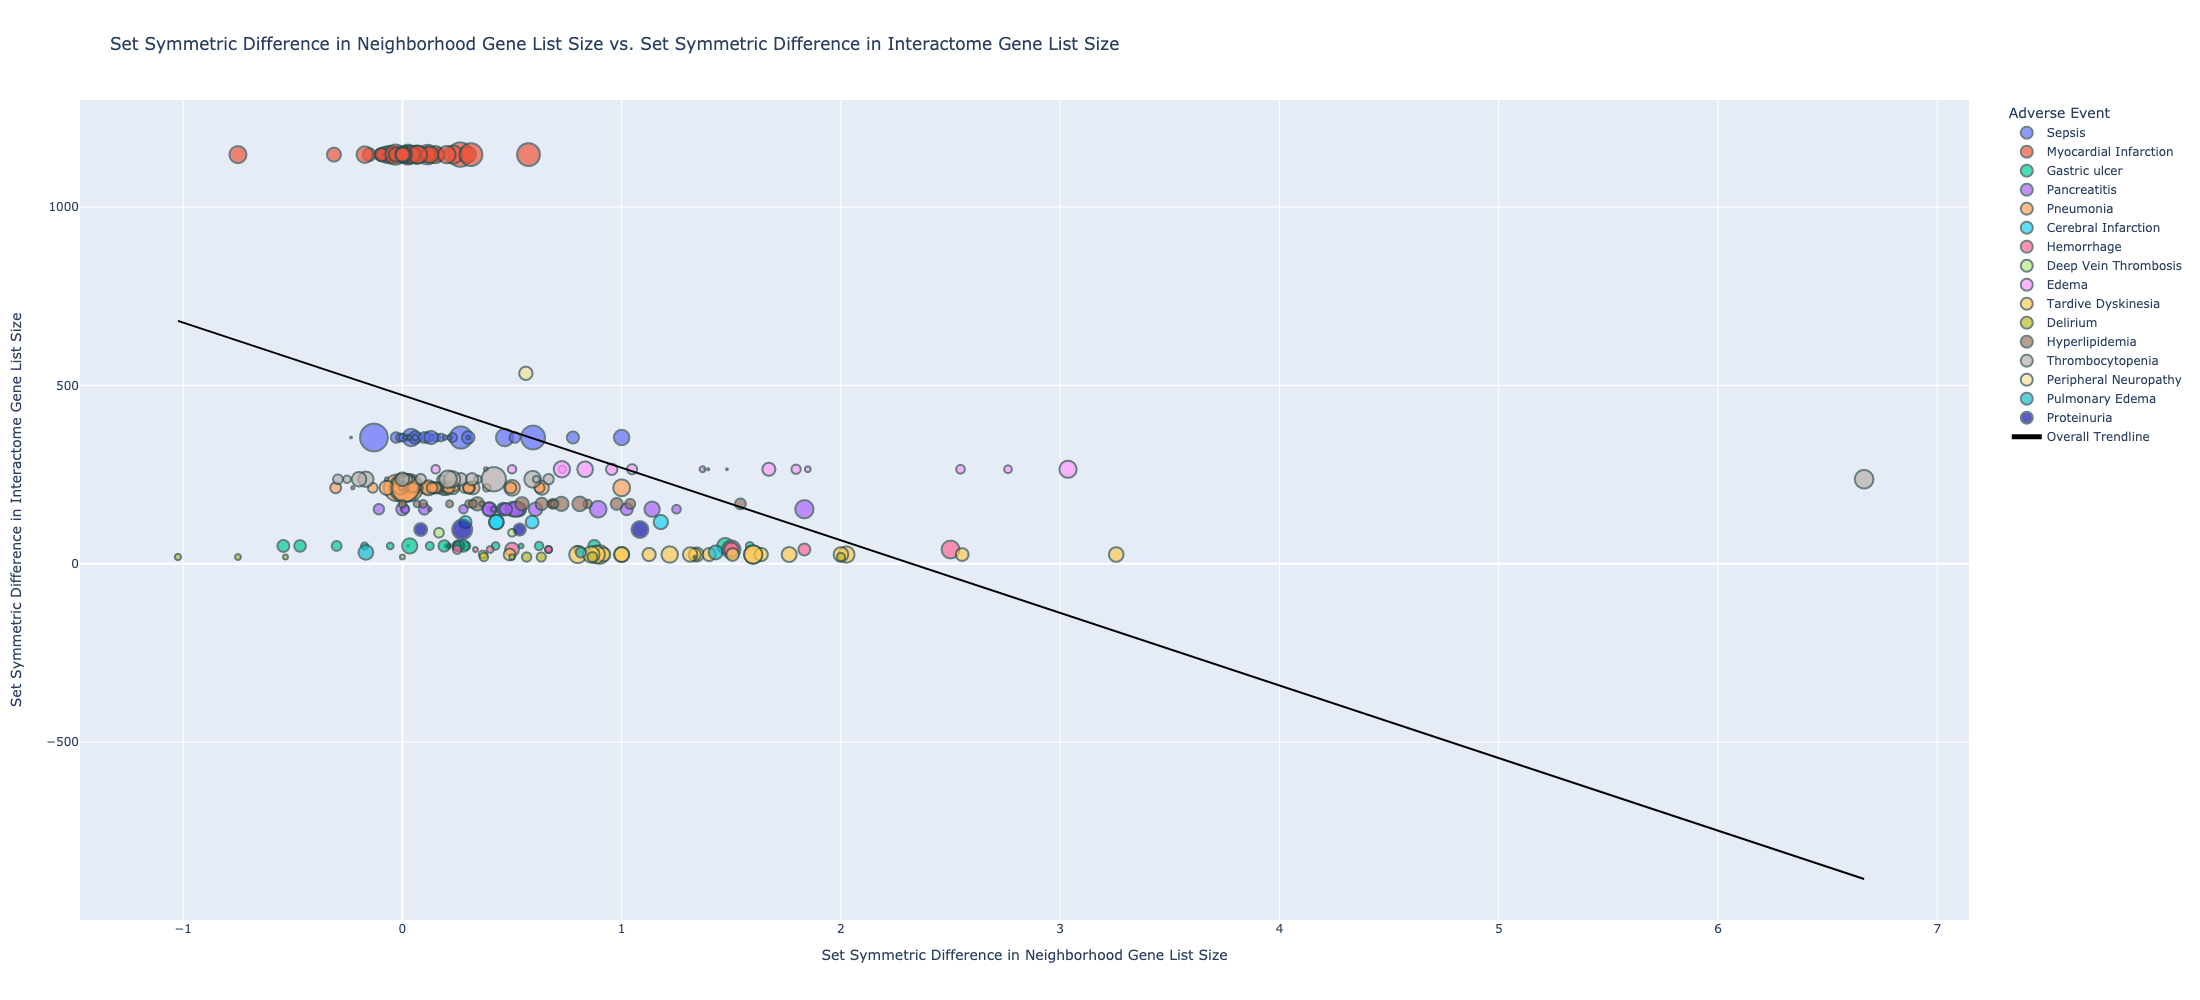 Set Symmetric Difference in Neighborhood Gene List Size vs. Set Symmetric Difference in Interactome Gene List Size
Set Symmetric Difference in Interactome Gene List Size
1000
500
0
−500
−1
0
1
2
3
4
5
6
7
Set Symmetric Difference in Neighborhood Gene List Size
Adverse Event
Sepsis
Myocardial Infarction
Gastric ulcer
Pancreatitis
Pneumonia
Cerebral Infarction
Hemorrhage
Deep Vein Thrombosis
Edema
Tardive Dyskinesia
Delirium
Hyperlipidemia
Thrombocytopenia
Peripheral Neuropathy
Pulmonary Edema
Proteinuria
Overall Trendline